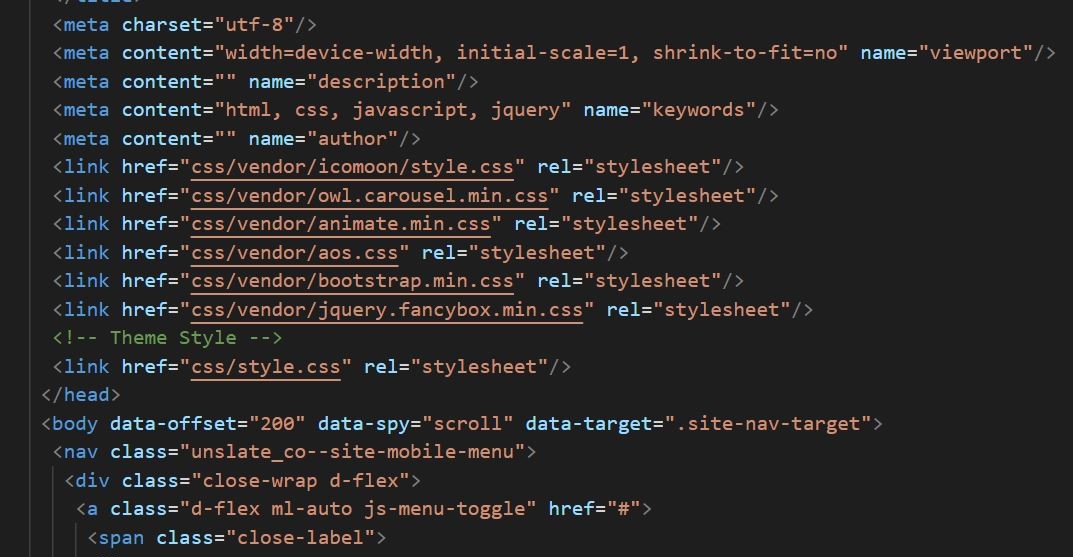 </title>
<meta charset="utf-8"/>
<meta content="width=device-width, initial-scale=1, shrink-to-fit=no" name="viewport"/>
<meta content="" name="description"/>
<meta content="html, css, javascript, jquery" name="keywords"/>
<meta content="" name="author"/>
<link href="css/vendor/icomoon/style.css" rel="stylesheet"/>
<link href="css/vendor/owl.carousel.min.css" rel="stylesheet"/>
<link href="css/vendor/animate.min.css" rel="stylesheet"/>
<link href="css/vendor/aos.css" rel="stylesheet"/>
<link href="css/vendor/bootstrap.min.css" rel="stylesheet"/>
<link href="css/vendor/jquery.fancybox.min.css" rel="stylesheet"/>
<!-- Theme Style -->
<link href="css/style.css" rel="stylesheet"/>
</head>
<body data-offset="200" data-spy="scroll" data-target=".site-nav-target">
<nav class="unslate_co--site-mobile-menu">
<div class="close-wrap d-flex">
<a class="d-flex ml-auto js-menu-toggle" href="#">
<span class="close-label">